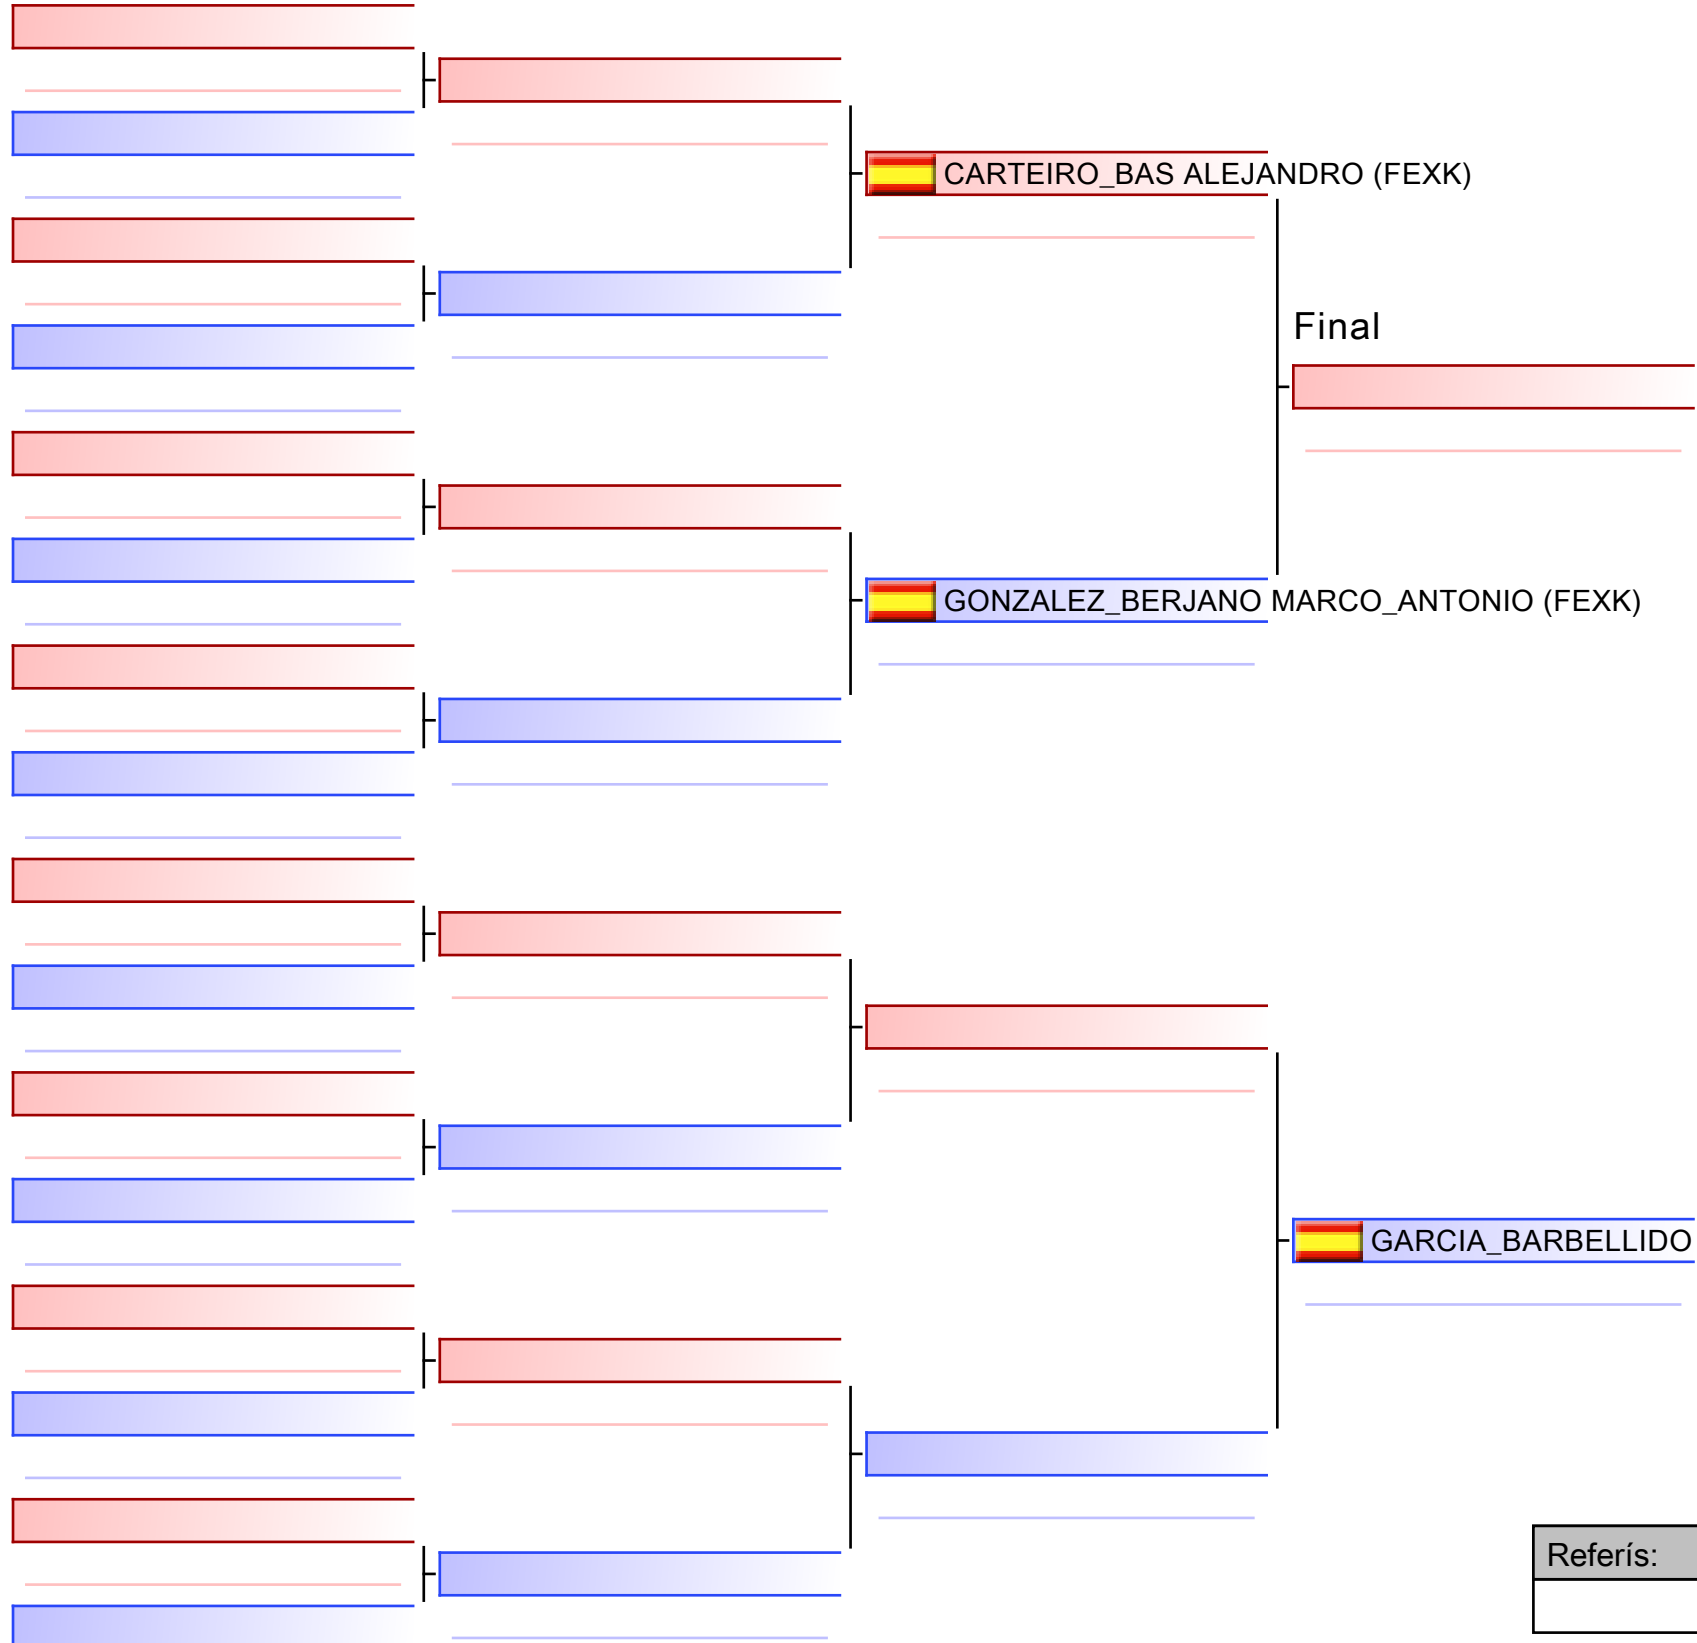 CARTEIRO_BAS ALEJANDRO (FEXK)
Final
GONZALEZ_BERJANO MARCO_ANTONIO (FEXK)
GARCIA_BARBELLIDO
Referís: